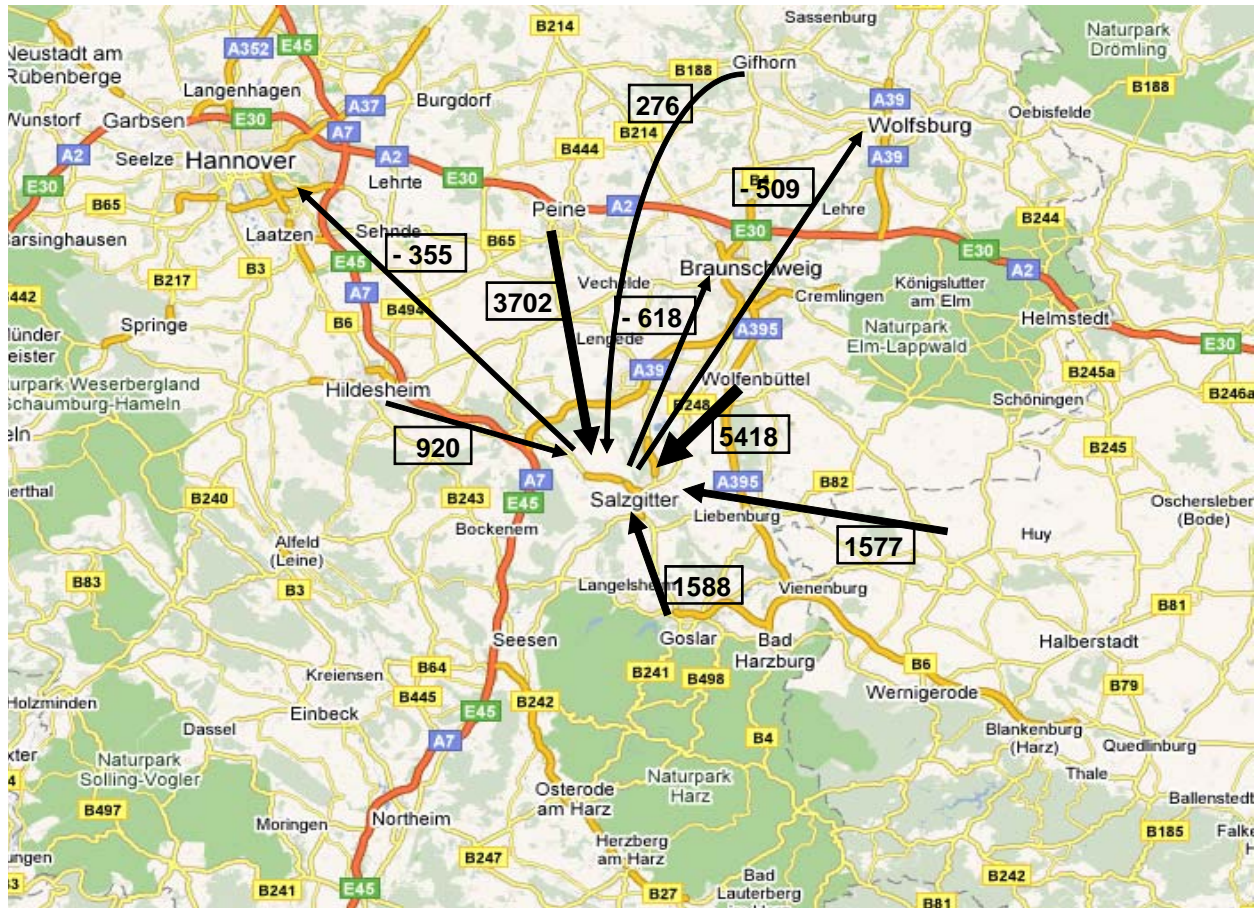 Sassenburg
B214
Naturpark
Drömling
Neustadt am
Rübenberge
A352
E45
Gifhorn
B188
B188
Langenhagen
Burgdorf
A37
276
A39
Oebisfelde
Wunstorf
Garbsen
E30
A7
B214
Wolfsburg
A2
Seelze
Hannover
A2
B444
A39
E30
Lehrte
E30
- 509
B65
Peine
A2
Lehre
B244
Barsinghausen
Laatzen
Sehnde
B65
E30
E30
- 355
B217
B3
E45
Braunschweig
A2
B442
A7
Vechelde
Königslutter
am Elm
Cremlingen
3702
B494
- 618
Helmstedt
Springe
B6
Lengede
A395
Naturpark
Elm-Lappwald
E30
Hildesheim
A39
Wolfenbüttel
B245a
B246a
Schaumburg-Hameln
B248
Schöningen
920
5418
B245
A7
A395
B82
B240
B243
E45
Salzgitter
Liebenburg
Oschersleben
(Bode)
Bockenem
1577
Huy
Alfeld
(Leine)
B83
B3
Langelsheim
1588
Vienenburg
B81
Seesen
Goslar
Bad
Harzburg
Halberstadt
Kreiensen
B64
B241
B498
B6
B79
Holzminden
B445
B242
Wernigerode
Einbeck
E45
Dassel
B4
Blankenburg
(Harz)
Quedlinburg
A7
Naturpark
Solling-Vogler
Naturpark
Harz
Thale
Osterode
am Harz
Ballenstedt
B497
Moringen
Northeim
B185
Herzberg
am Harz
B247
Bad
Lauterberg
B242
B241
E45
B27
B81